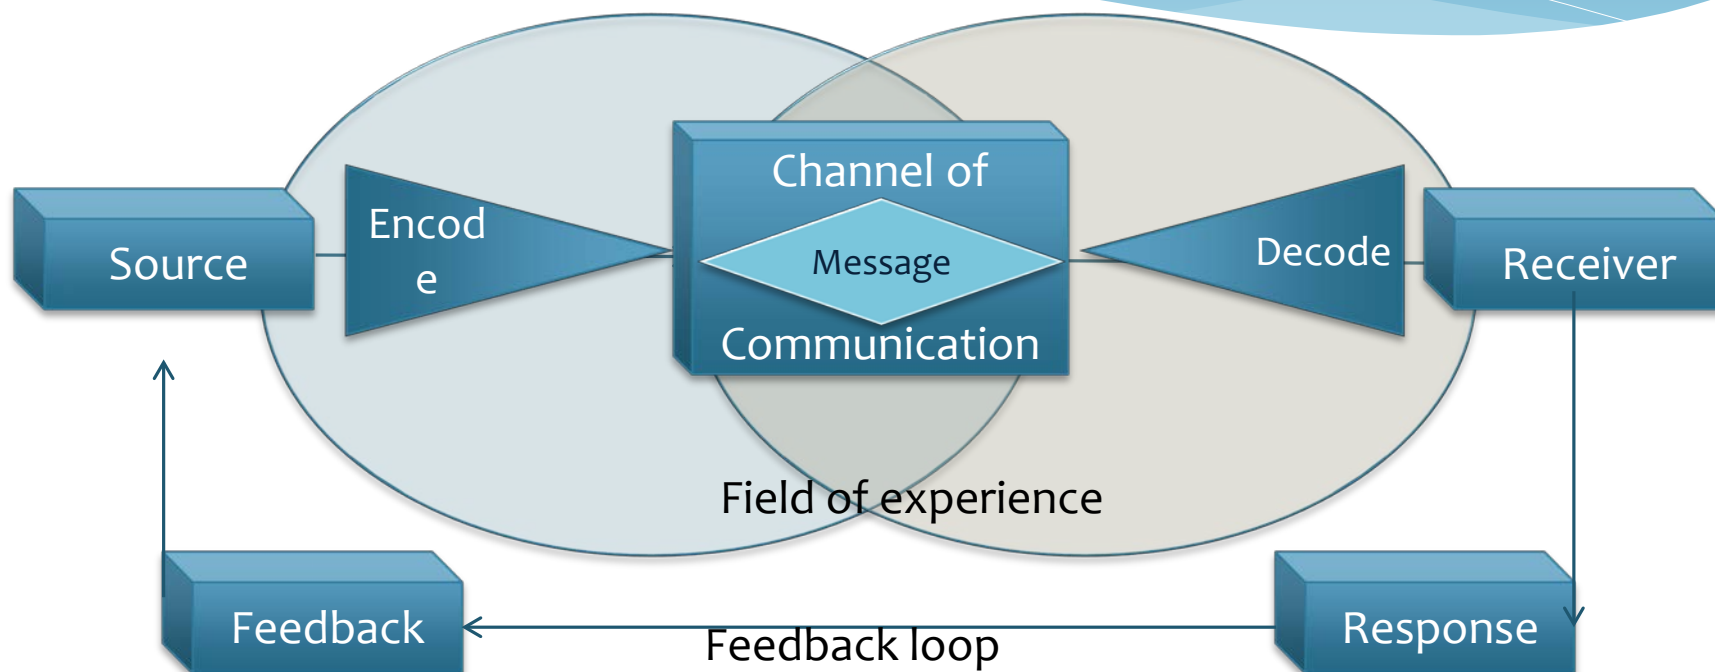 Source
Encod
e
Channel of
Message
Communication
Decode
Receiver
Field of experience
Feedback
Feedback loop
Response